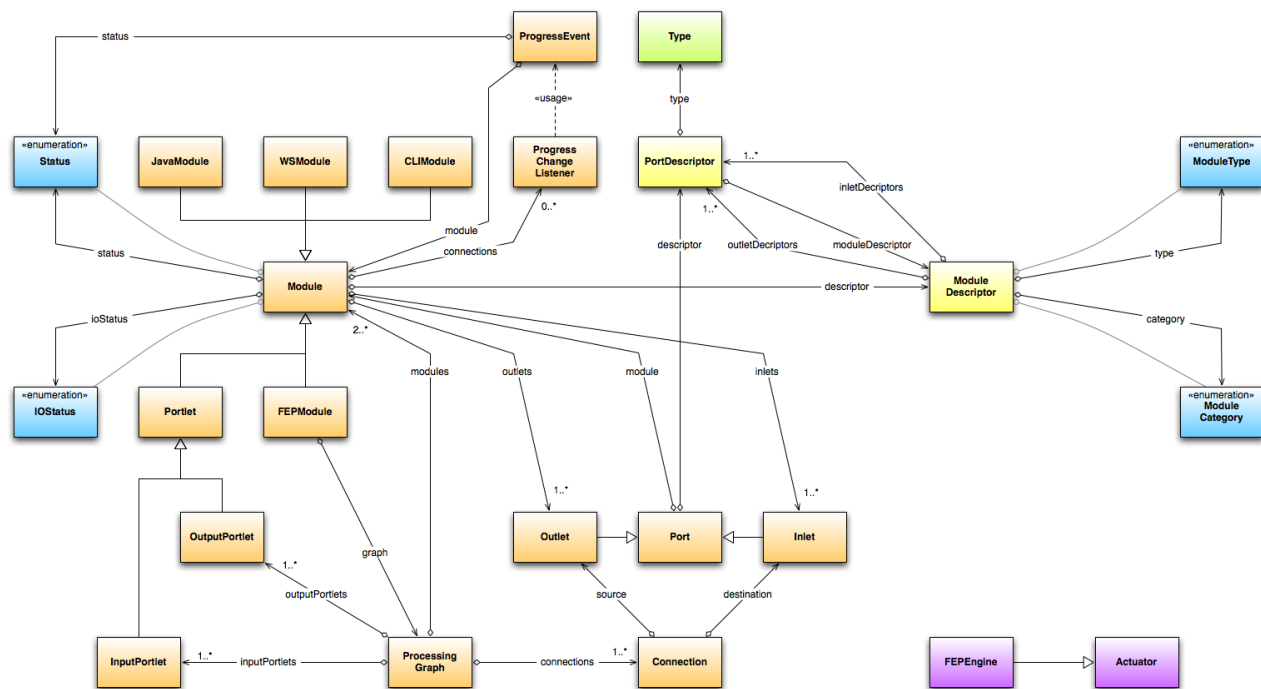 ProgressEvent
Type
status
«usage»
type
«enumeration»
Status
JavaModule
WSModule
CLIModule
Progress
Change
Listener
PortDescriptor
1..*
«enumeration»
ModuleType
inletDecriptors
0..*
1..*
module
connections
descriptor
outletDecriptors
moduleDescriptor
status
type
Module
descriptor
Module
Descriptor
ioStatus
category
2..*
modules
outlets
module
inlets
«enumeration»
IOStatus
Portlet
FEPModule
«enumeration»
Module
Category
1..*
1..*
OutputPortlet
Outlet
Port
Inlet
graph
1..*
outputPortlets
source
destination
InputPortlet
1..*
inputPortlets
Processing
Graph
connections
1..*
Connection
FEPEngine
Actuator